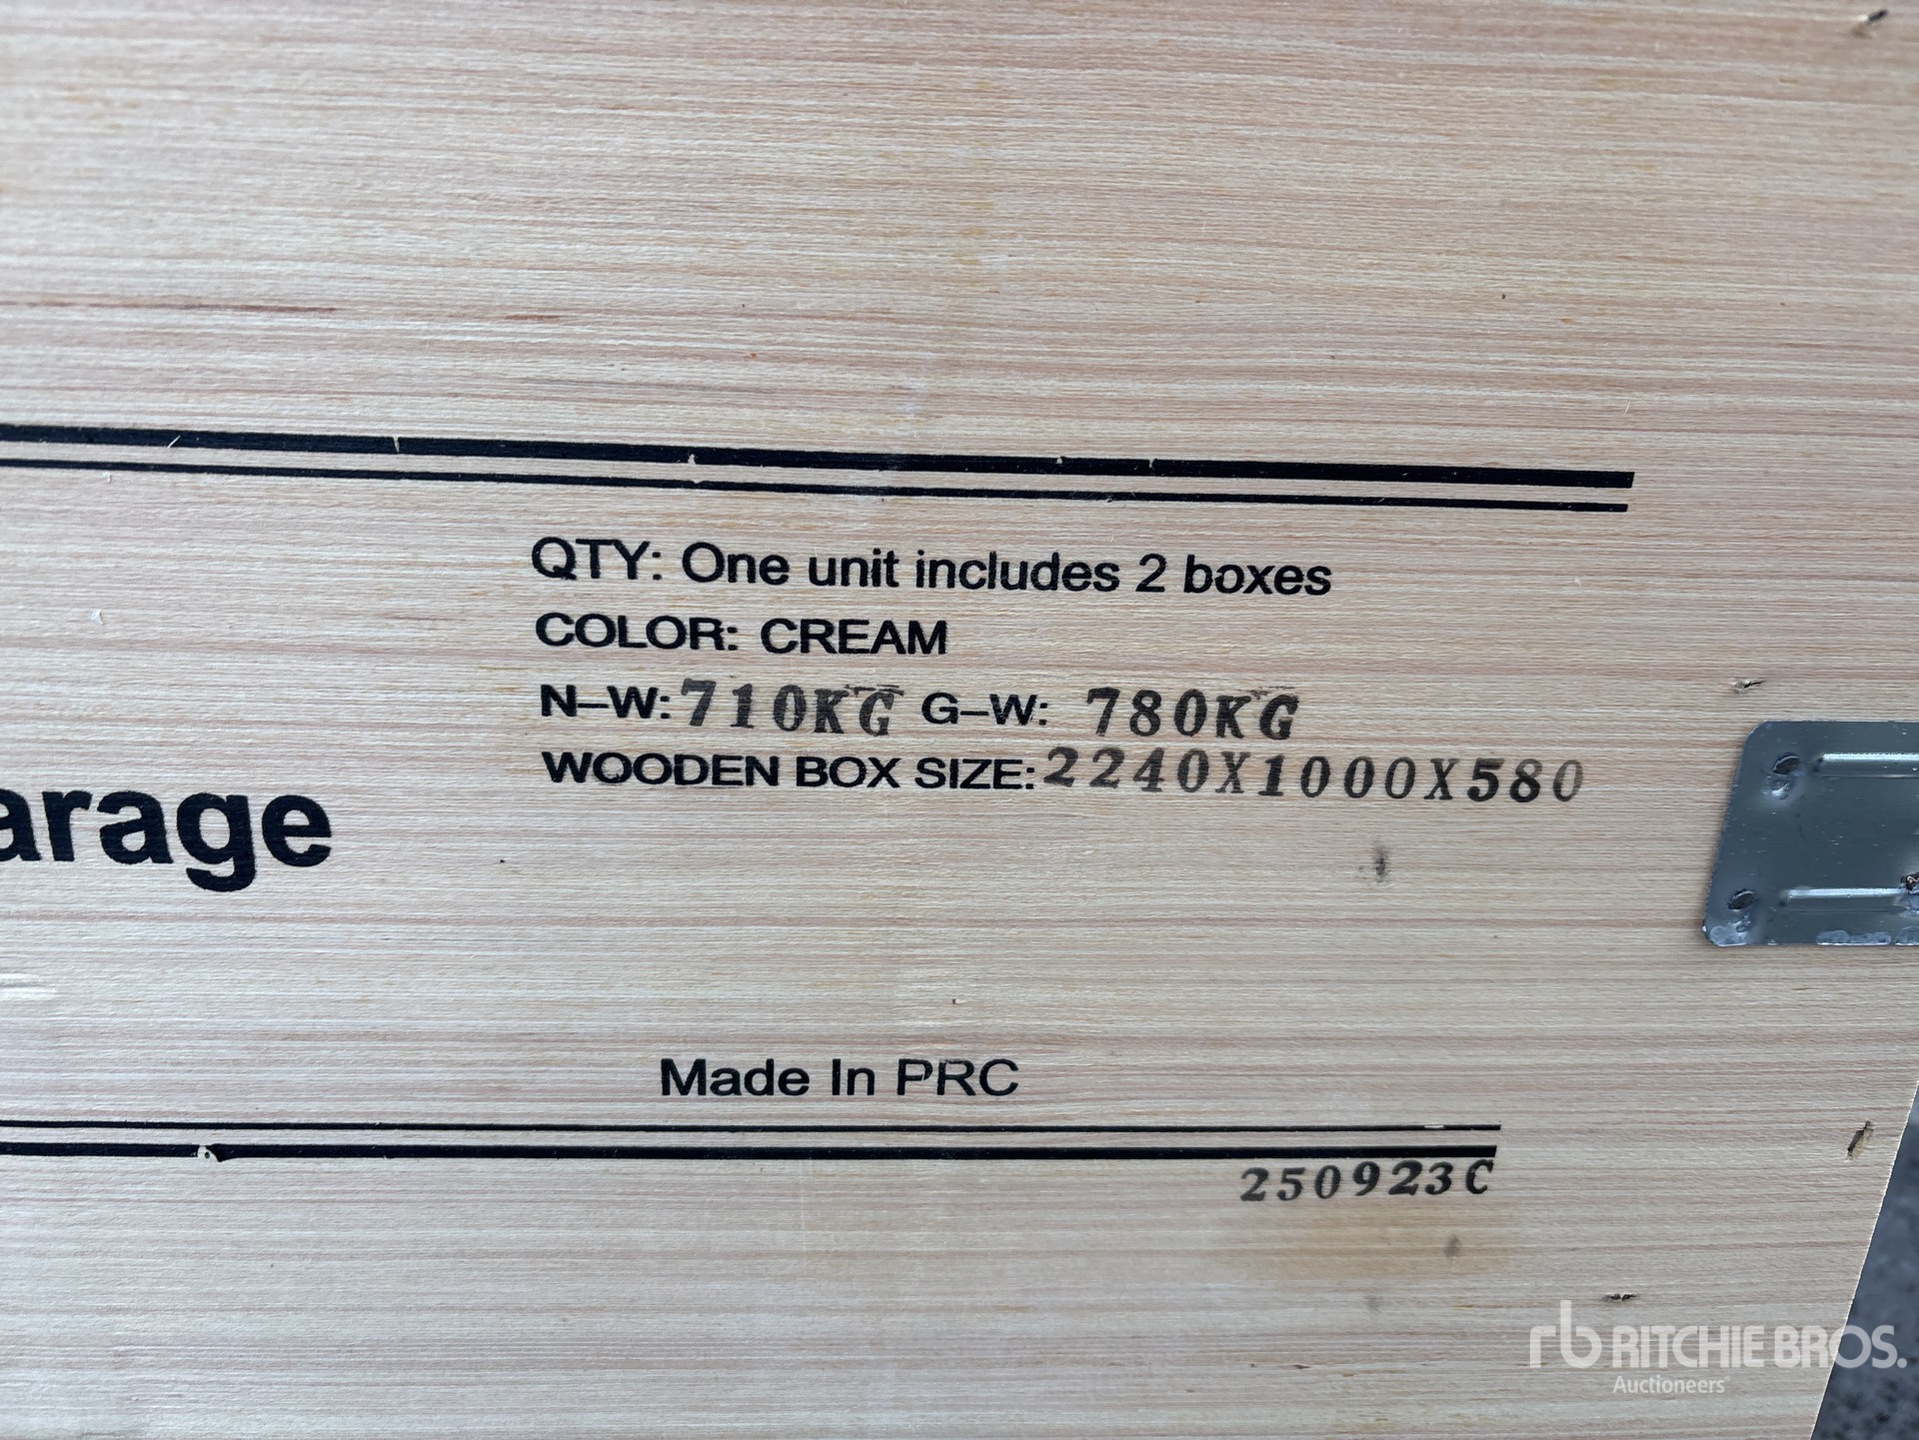 QTY: One unit includes 2 boxes
COLOR: CREAM
N-W: 710KG G-W: 780KG
WOODEN BOX SIZE: 2240X1000X580
arage
Made In PRC
250923C
rb RITCHIE BROS.
Auctioneers